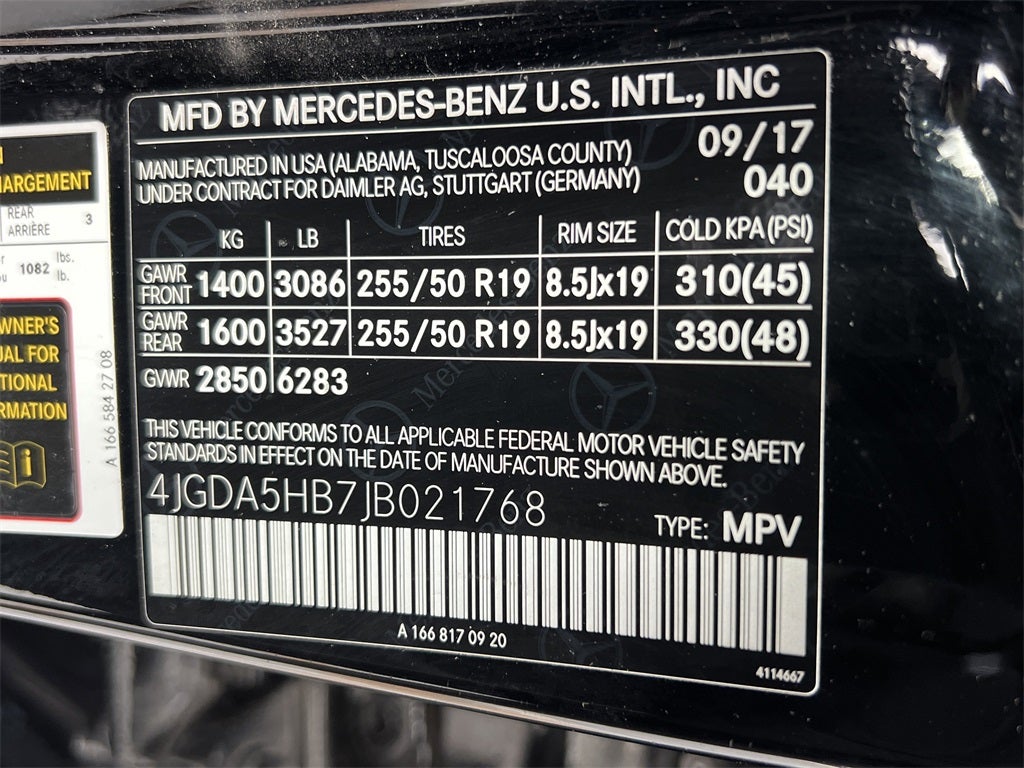 MFD BY MERCEDES-BENZ U.S. INTL., INC
MANUFACTURED IN USA (ALABAMA, TUSCALOOSA COUNTY) 09/17
UNDER CONTRACT FOR DAIMLER AG, STUTTGART (GERMANY) 040
KG LB TIRES RIM SIZE COLD KPA (PSI)
GAWR FRONT 1400 3086 255/50 R19 8.5Jx19 310(45)
GAWR REAR 1600 3527 255/50 R19 8.5Jx19 330(48)
GVWR 2850 6283
THIS VEHICLE CONFORMS TO ALL APPLICABLE FEDERAL MOTOR VEHICLE SAFETY
STANDARDS IN EFFECT ON THE DATE OF MANUFACTURE SHOWN ABOVE.
4JGDA5HB7JB021768
TYPE: MPV
A 166 817 09 20
4114667
ARGEMENT
REAR
ARRIÈRE 3
1082 lbs.
lb.
WNER'S
UAL FOR
TIONAL
RMATION
i
A 166 584 27 08